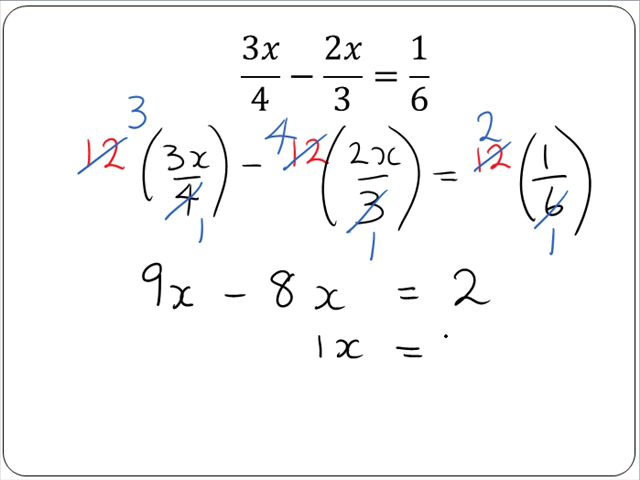 3x/4 − 2x/3 = 1/6
3 4 2
12 (3x/4) − 12 (2x/3) = 12 (1/6)
1 1 1
9x − 8x = 2
1x =